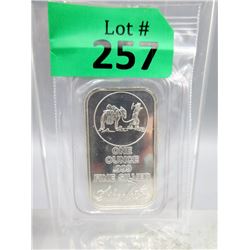 Lot #
257
ONE
OUNCE
.999
FINE SILVER